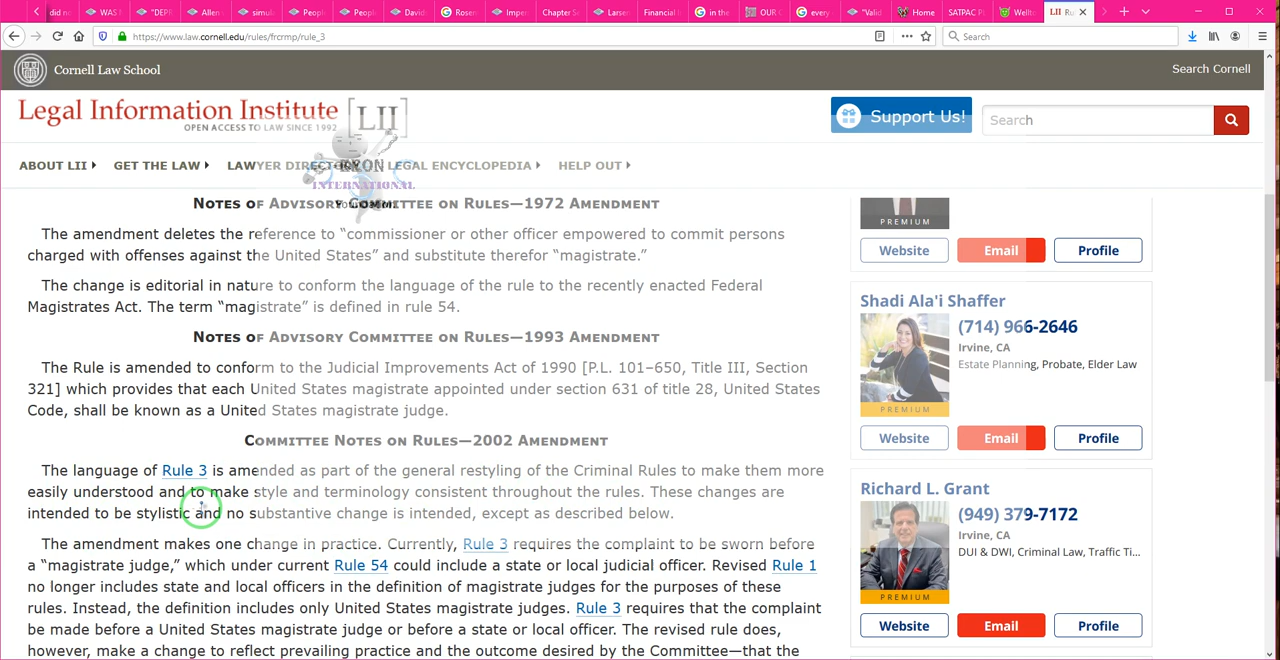 did no
WAS I
"DEPR
Allen
simul
People
People
David
Rosen
Imper
Chapter Se
Larsen
Financial I
in the
OUR C
every
"Valid
Home
SATPAC P
Wellte
LII Ru
https://www.law.cornell.edu/rules/frcrmp/rule_3
Search
Cornell Law School
Search Cornell
Legal Information Institute [LII]
OPEN ACCESS TO LAW SINCE 1992
Support Us!
Search
ABOUT LII GET THE LAW LAWYER DIRECTO LEGAL ENCYCLOPEDIA HELP OUT
INTERNATIONAL
NOTES OF ADVISORY COMMITTEE ON RULES—1972 AMENDMENT
The amendment deletes the reference to “commissioner or other officer empowered to commit persons
charged with offenses against the United States” and substitute therefor “magistrate.”
The change is editorial in nature to conform the language of the rule to the recently enacted Federal
Magistrates Act. The term “magistrate” is defined in rule 54.
NOTES OF ADVISORY COMMITTEE ON RULES—1993 AMENDMENT
The Rule is amended to conform to the Judicial Improvements Act of 1990 [P.L. 101–650, Title III, Section
321] which provides that each United States magistrate appointed under section 631 of title 28, United States
Code, shall be known as a United States magistrate judge.
COMMITTEE NOTES ON RULES—2002 AMENDMENT
The language of Rule 3 is amended as part of the general restyling of the Criminal Rules to make them more
easily understood and to make style and terminology consistent throughout the rules. These changes are
intended to be stylistic and no substantive change is intended, except as described below.
The amendment makes one change in practice. Currently, Rule 3 requires the complaint to be sworn before
a “magistrate judge,” which under current Rule 54 could include a state or local judicial officer. Revised Rule 1
no longer includes state and local officers in the definition of magistrate judges for the purposes of these
rules. Instead, the definition includes only United States magistrate judges. Rule 3 requires that the complaint
be made before a United States magistrate judge or before a state or local officer. The revised rule does,
however, make a change to reflect prevailing practice and the outcome desired by the Committee—that the
PREMIUM
Website Email Profile
Shadi Ala'i Shaffer
(714) 966-2646
Irvine, CA
Estate Planning, Probate, Elder Law
PREMIUM
Website Email Profile
Richard L. Grant
(949) 379-7172
Irvine, CA
DUI & DWI, Criminal Law, Traffic Ti...
PREMIUM
Website Email Profile